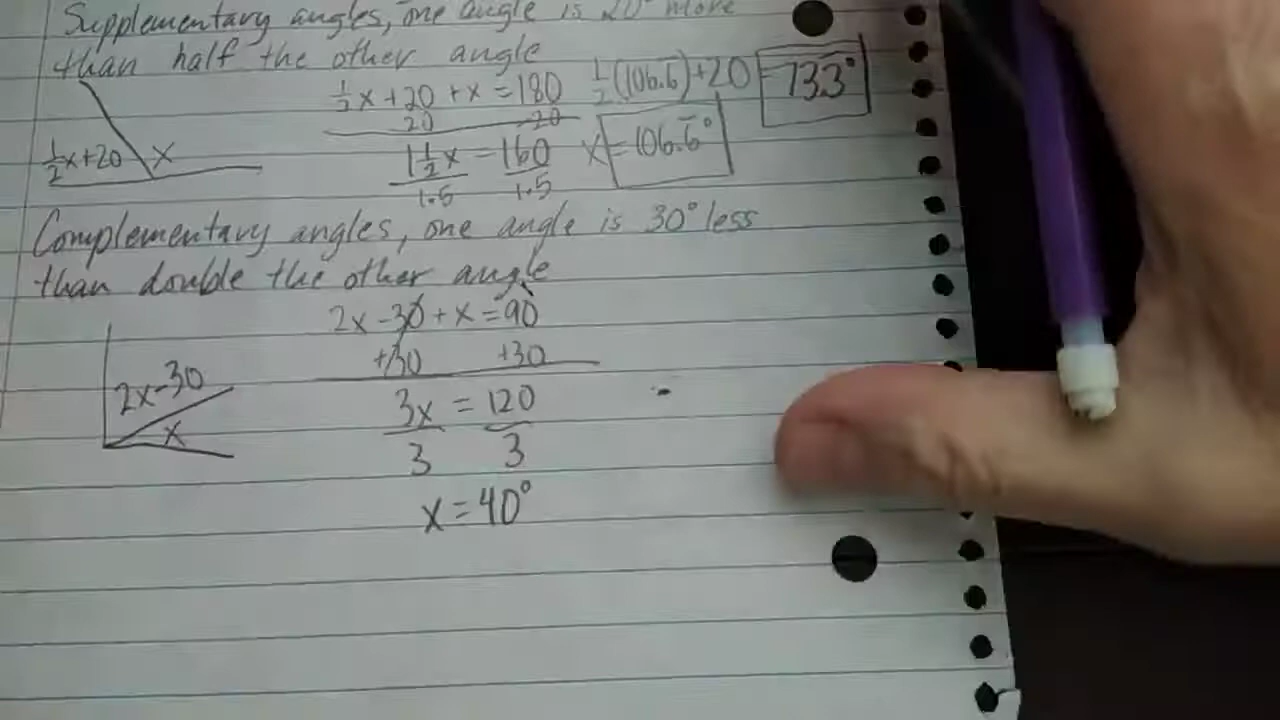 Supplementary angles, one angle is 20° more
than half the other angle
½x+20 x
½x+20+x=180
20 -20
1½x=160
1.5 1.5
½(106.6̅)+20=73.3̅°
x=106.6̅°
Complementary angles, one angle is 30° less
than double the other angle
2x-30
x
2x-30+x=90
+30 +30
3x = 120
3 3
x=40°